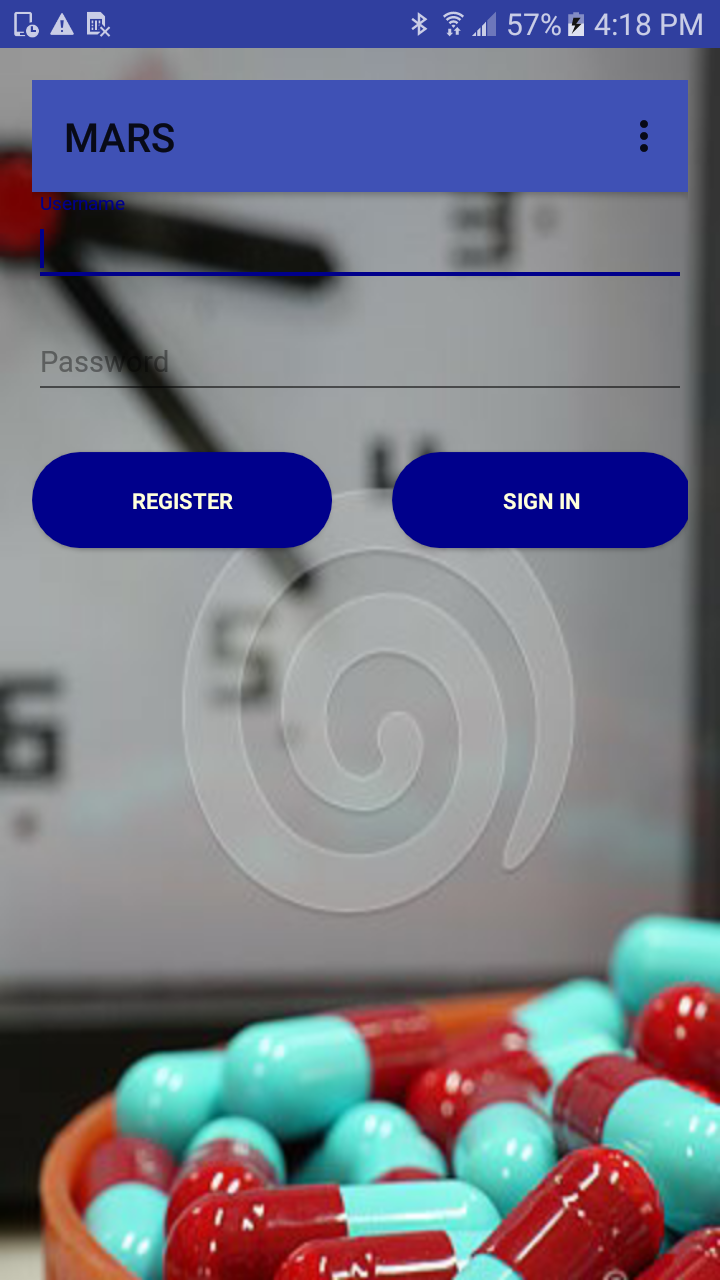 57% 4:18 PM
MARS
Username
Password
REGISTER
SIGN IN